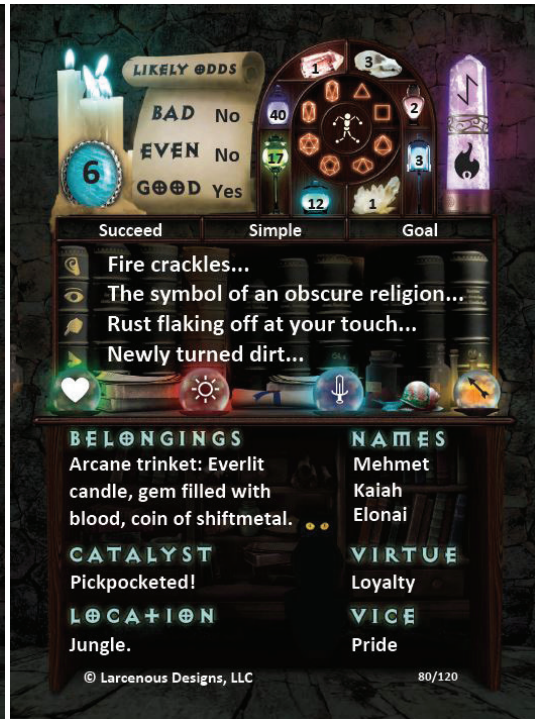 LIKELY ODDS
BAD No
EVEN No
GOOD Yes
6
1
3
40
2
17
3
12
1
Succeed Simple Goal
Fire crackles...
The symbol of an obscure religion...
Rust flaking off at your touch...
Newly turned dirt...
BELONGINGS
Arcane trinket: Everlit
candle, gem filled with
blood, coin of shiftmetal.
NAMES
Mehmet
Kaiah
Elonai
CATALYST
Pickpocketed!
VIRTUE
Loyalty
LOCATION
Jungle.
VICE
Pride
© Larcenous Designs, LLC
80/120